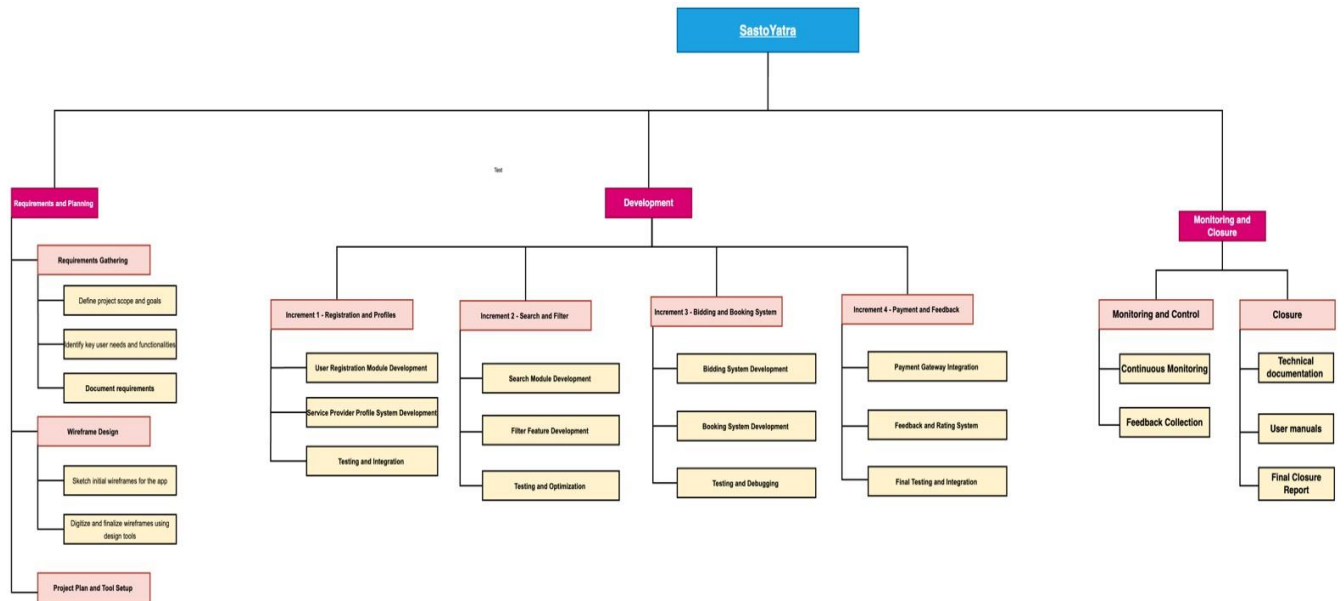 SastoYatra
Text
Requirements and Planning
Requirements Gathering
Define project scope and goals
Identify key user needs and functionalities
Document requirements
Wireframe Design
Sketch initial wireframes for the app
Digitize and finalize wireframes using
design tools
Project Plan and Tool Setup
Development
Increment 1 - Registration and Profiles
User Registration Module Development
Service Provider Profile System Development
Testing and Integration
Increment 2 - Search and Filter
Search Module Development
Filter Feature Development
Testing and Optimization
Increment 3 - Bidding and Booking System
Bidding System Development
Booking System Development
Testing and Debugging
Increment 4 - Payment and Feedback
Payment Gateway Integration
Feedback and Rating System
Final Testing and Integration
Monitoring and
Closure
Monitoring and Control
Continuous Monitoring
Feedback Collection
Closure
Technical
documentation
User manuals
Final Closure
Report